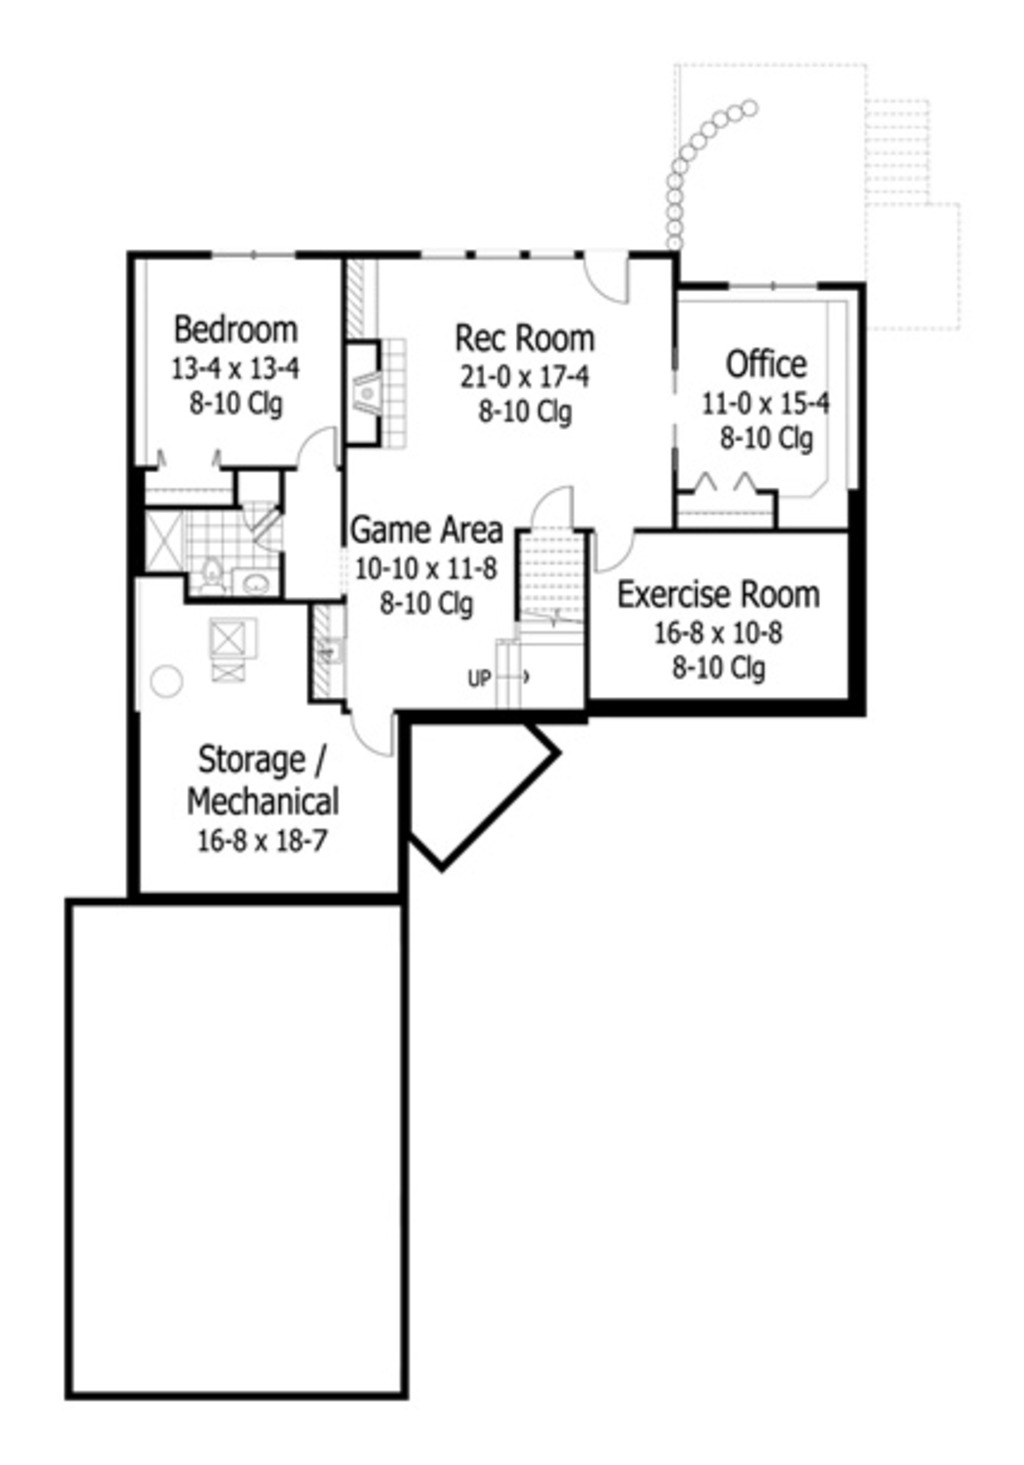 Bedroom
13-4 x 13-4
8-10 Clg
Rec Room
21-0 x 17-4
8-10 Clg
Office
11-0 x 15-4
8-10 Clg
Game Area
10-10 x 11-8
8-10 Clg
Exercise Room
16-8 x 10-8
8-10 Clg
UP
Storage /
Mechanical
16-8 x 18-7